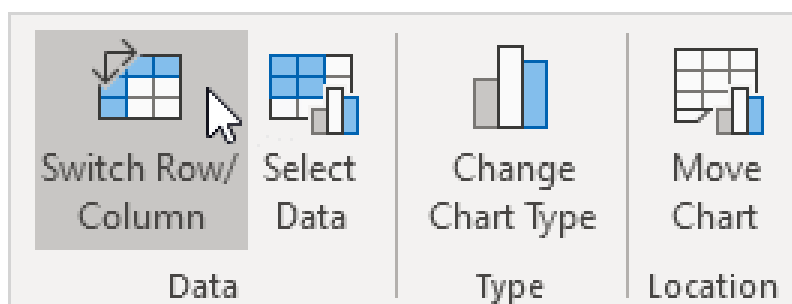 Switch Row/
Column
Select
Data
Change
Chart Type
Move
Chart
Data
Type
Location